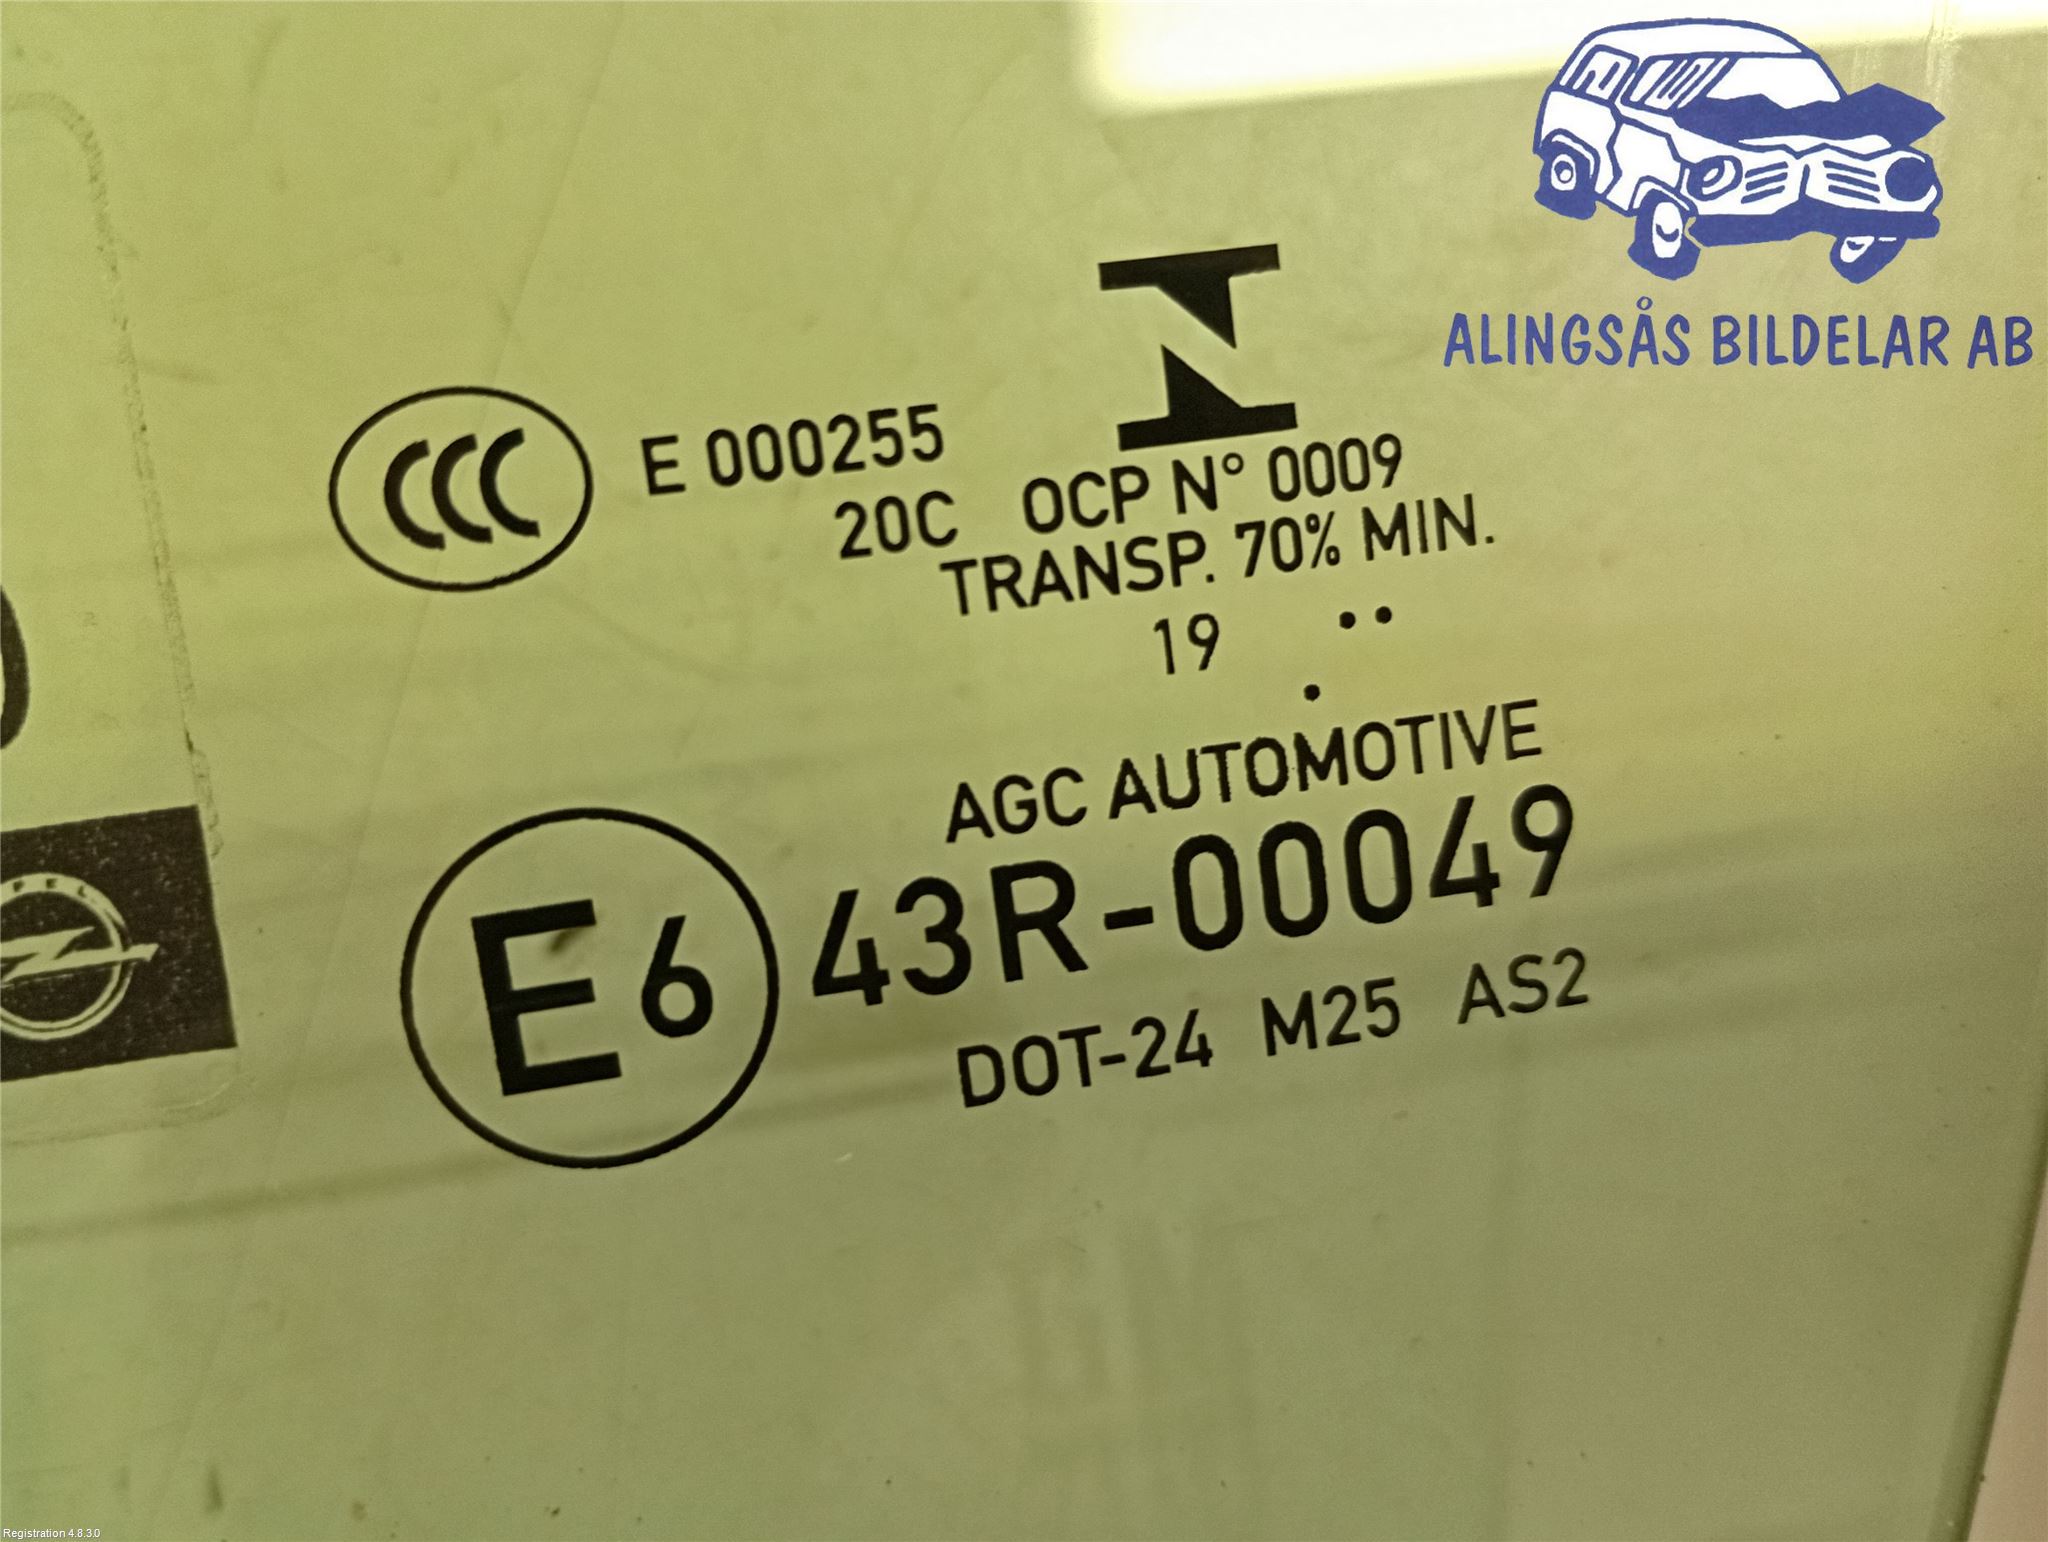 ALINGSÅS BILDELAR AB
CCC
E 000255
N
20C OCP N° 0009
TRANSP. 70% MIN.
19 ..
.
AGC AUTOMOTIVE
E6 43R-00049
DOT-24 M25 AS2
OPEL
Registration 4.8.3.0